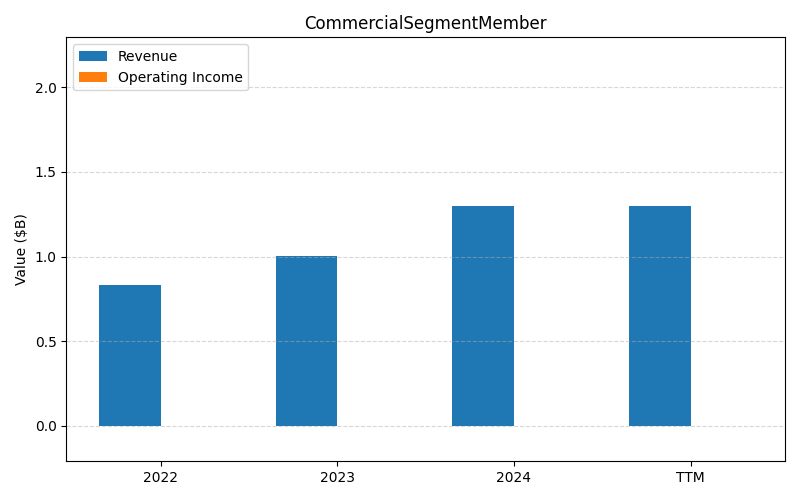 CommercialSegmentMember
Revenue
Operating Income
Value ($B)
2.0
1.5
1.0
0.5
0.0
2022
2023
2024
TTM